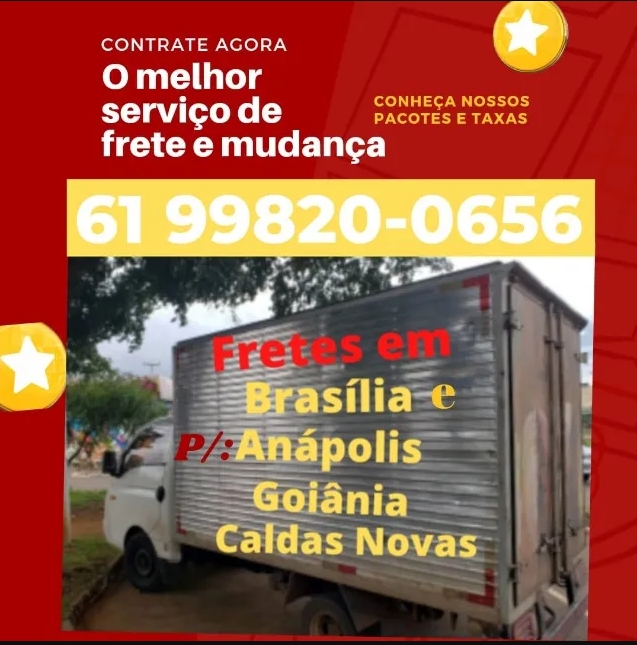 CONTRATE AGORA
O melhor
serviço de
frete e mudança
CONHEÇA NOSSOS
PACOTES E TAXAS
61 99820-0656
Fretes em
Brasília e
P/:Anápolis
Goiânia
Caldas Novas